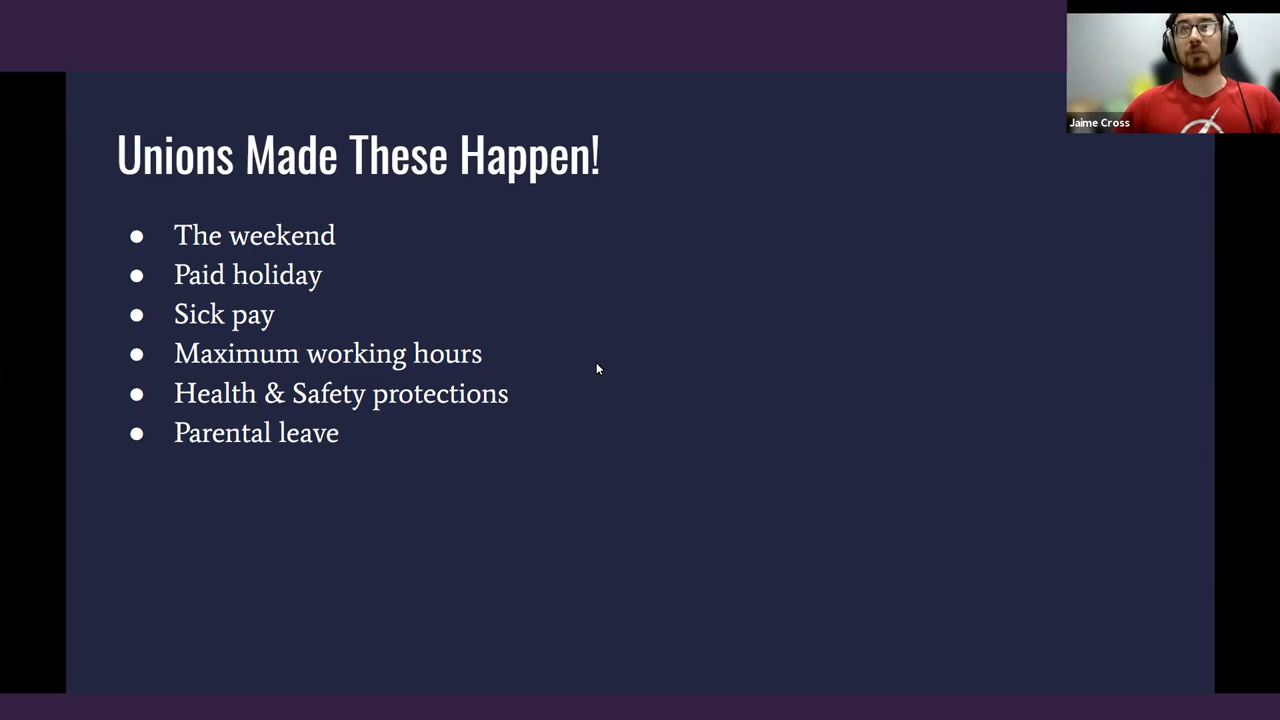 Jaime Cross
Unions Made These Happen!
● The weekend
● Paid holiday
● Sick pay
● Maximum working hours
● Health & Safety protections
● Parental leave